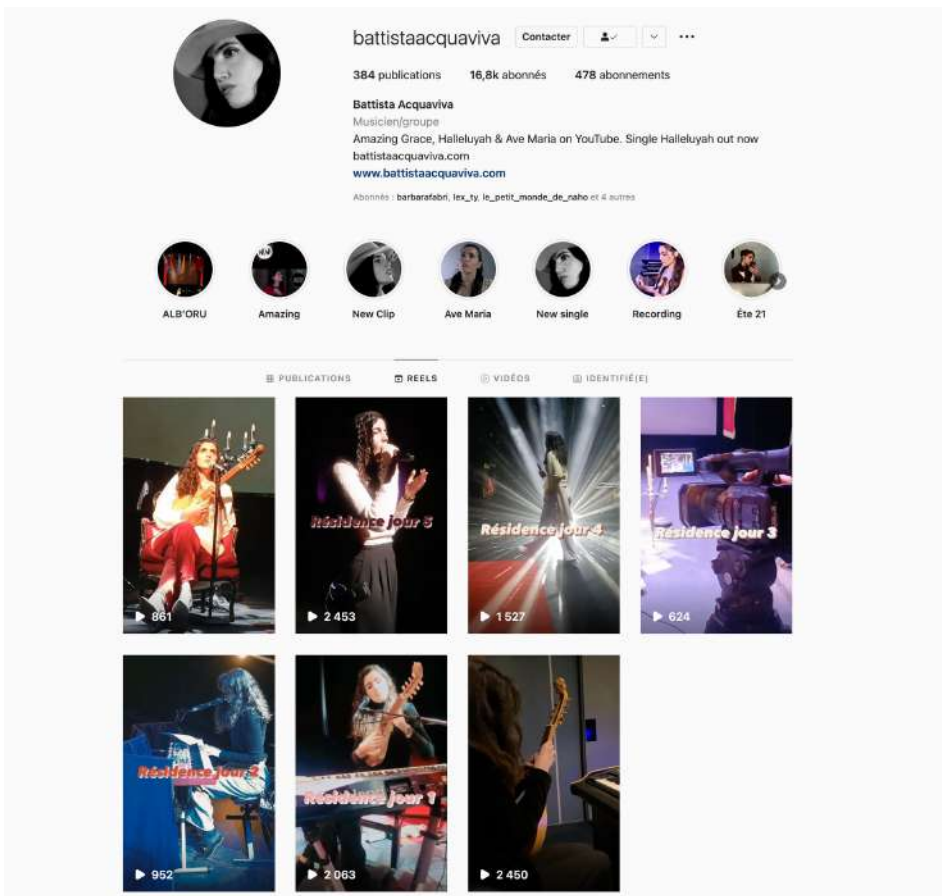 battistaacquaviva Contacter
384 publications 16,8k abonnés 478 abonnements
Battista Acquaviva
Musicien/groupe
Amazing Grace, Halleluyah & Ave Maria on YouTube. Single Halleluyah out now
battistaacquaviva.com
www.battistaacquaviva.com
Abonnés : barbarafabri, lex_ty, le_petit_monde_de_naho et 4 autres
ALB'ORU Amazing New Clip Ave Maria New single Recording Éte 21
PUBLICATIONS REELS VIDÉOS IDENTIFIÉ(E)
Résidence jour 5 Résidence jour 4 Résidence jour 3
861 2 453 1 527 624
Résidence jour 2 Résidence jour 1
952 2 063 2 450